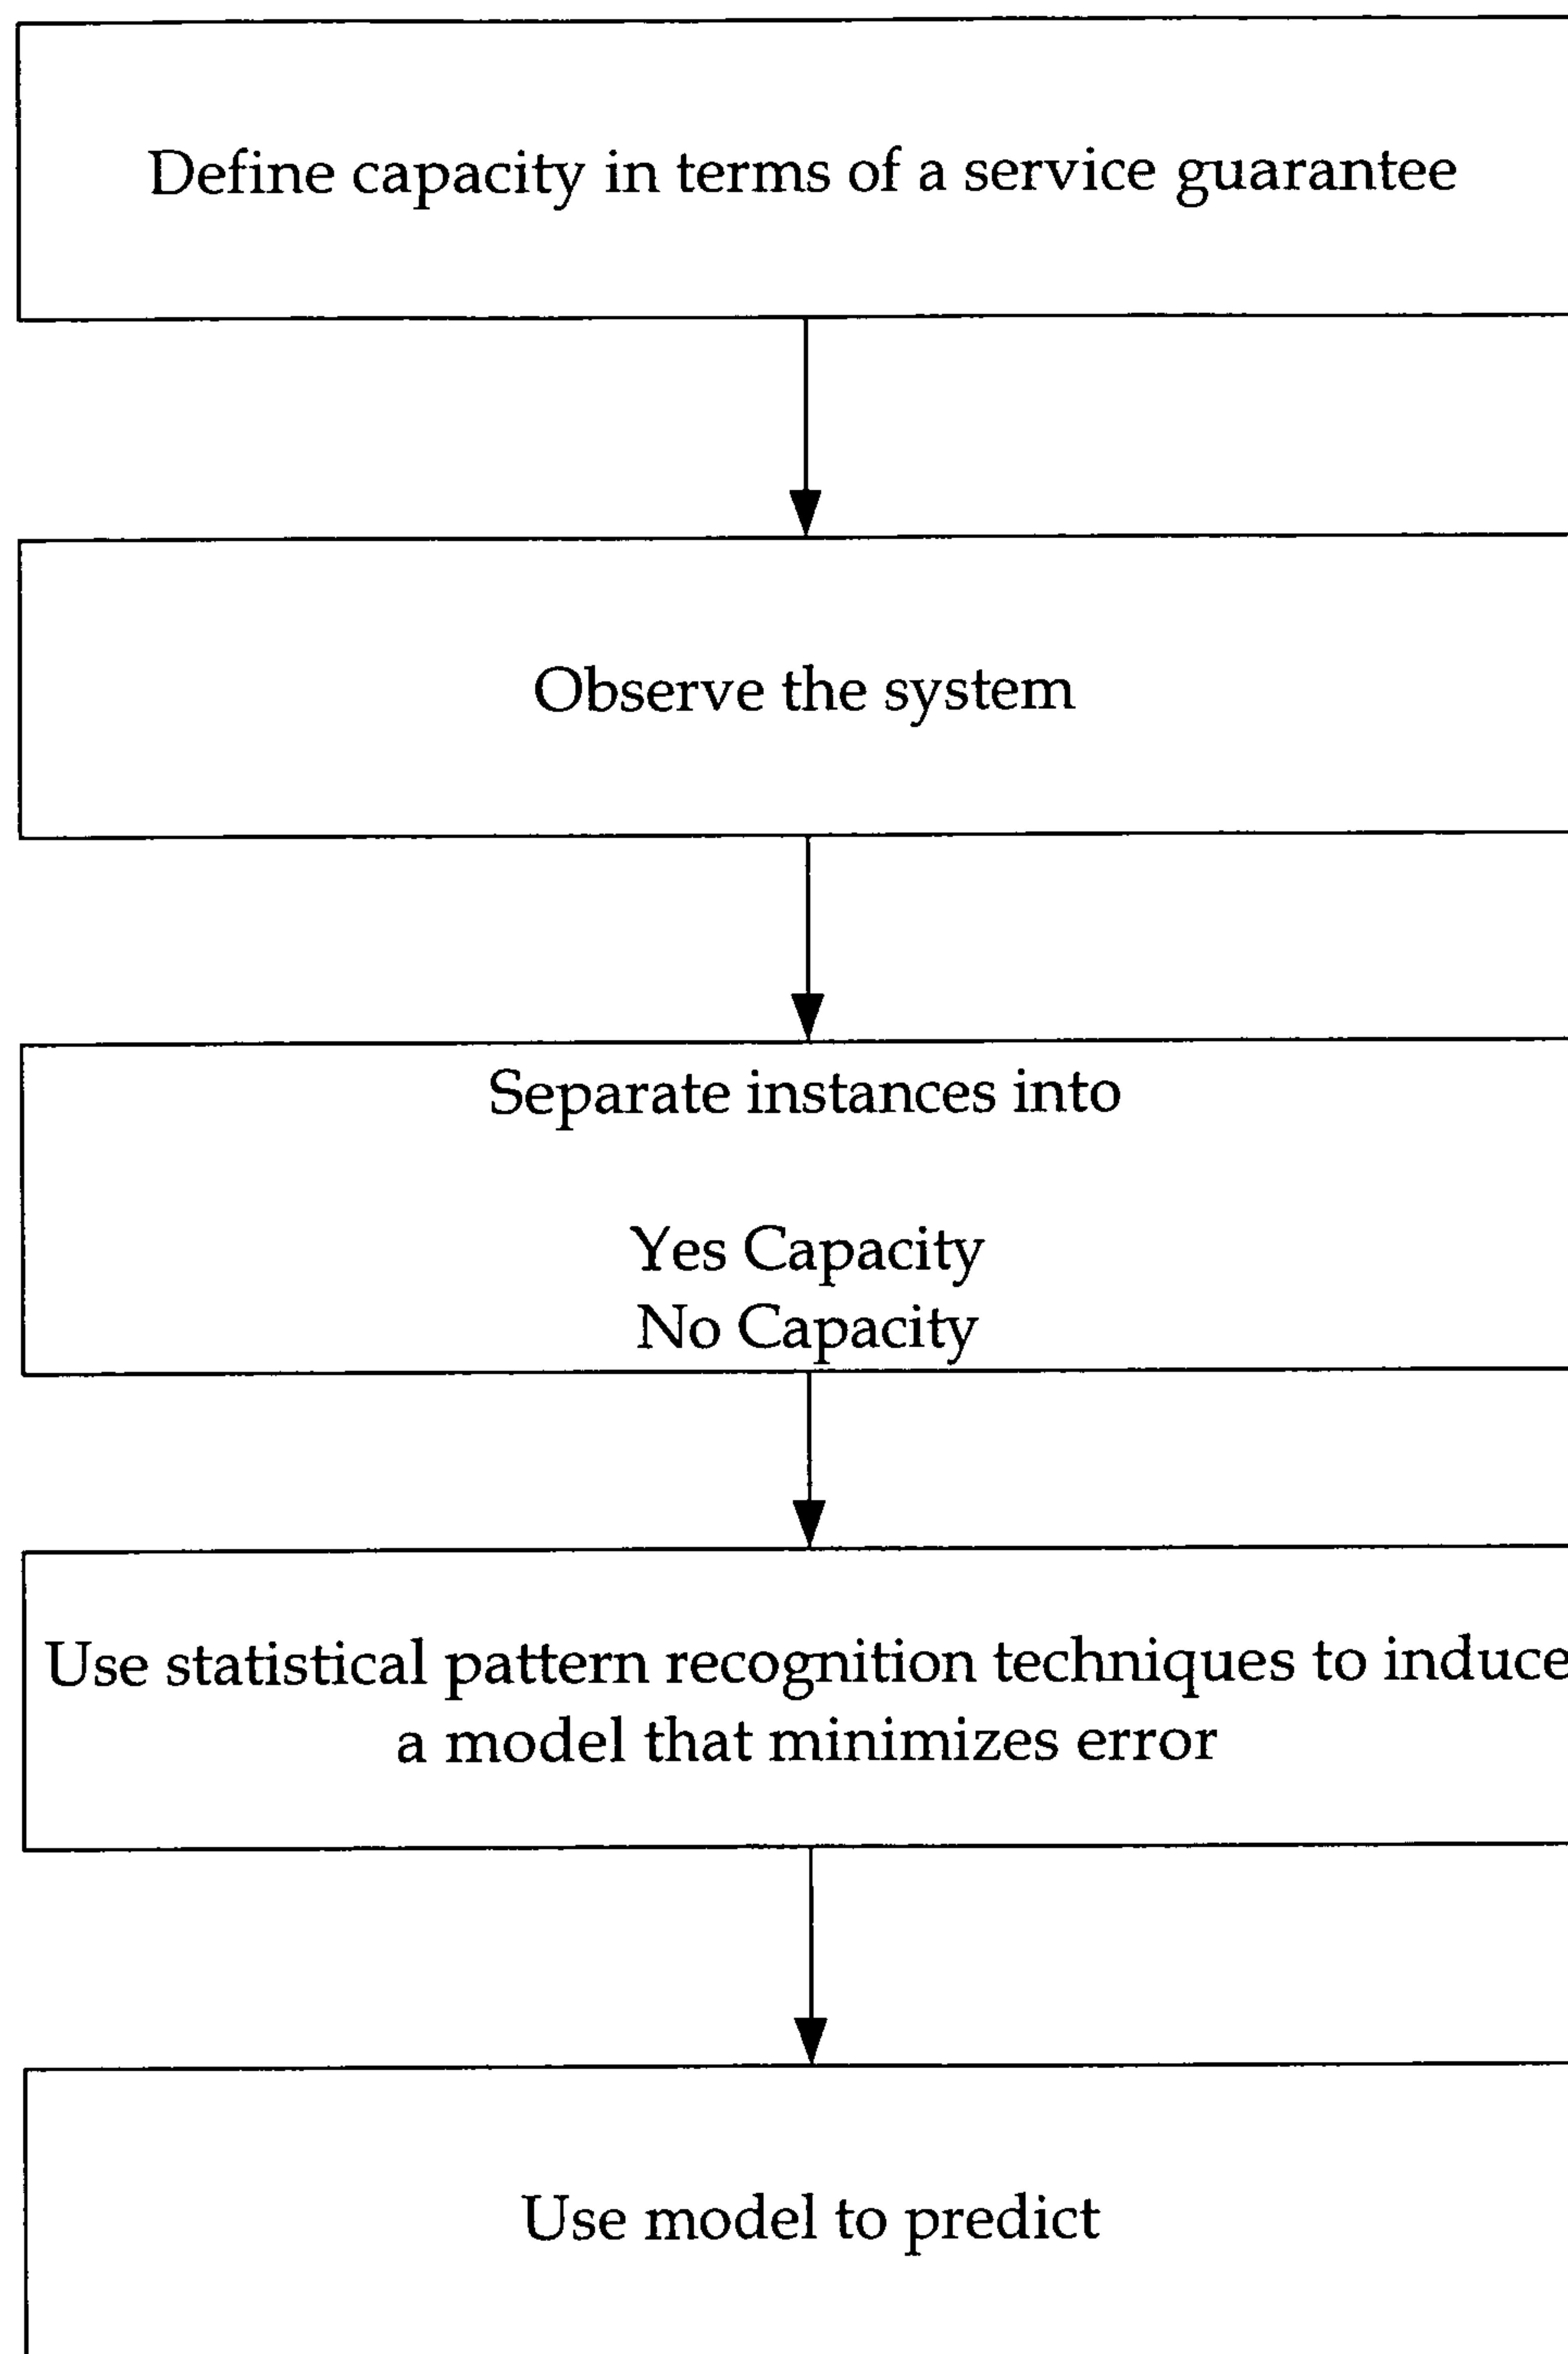 Define capacity in terms of a service guarantee
Observe the system
Separate instances into
Yes Capacity
No Capacity
Use statistical pattern recognition techniques to induce
a model that minimizes error
Use model to predict